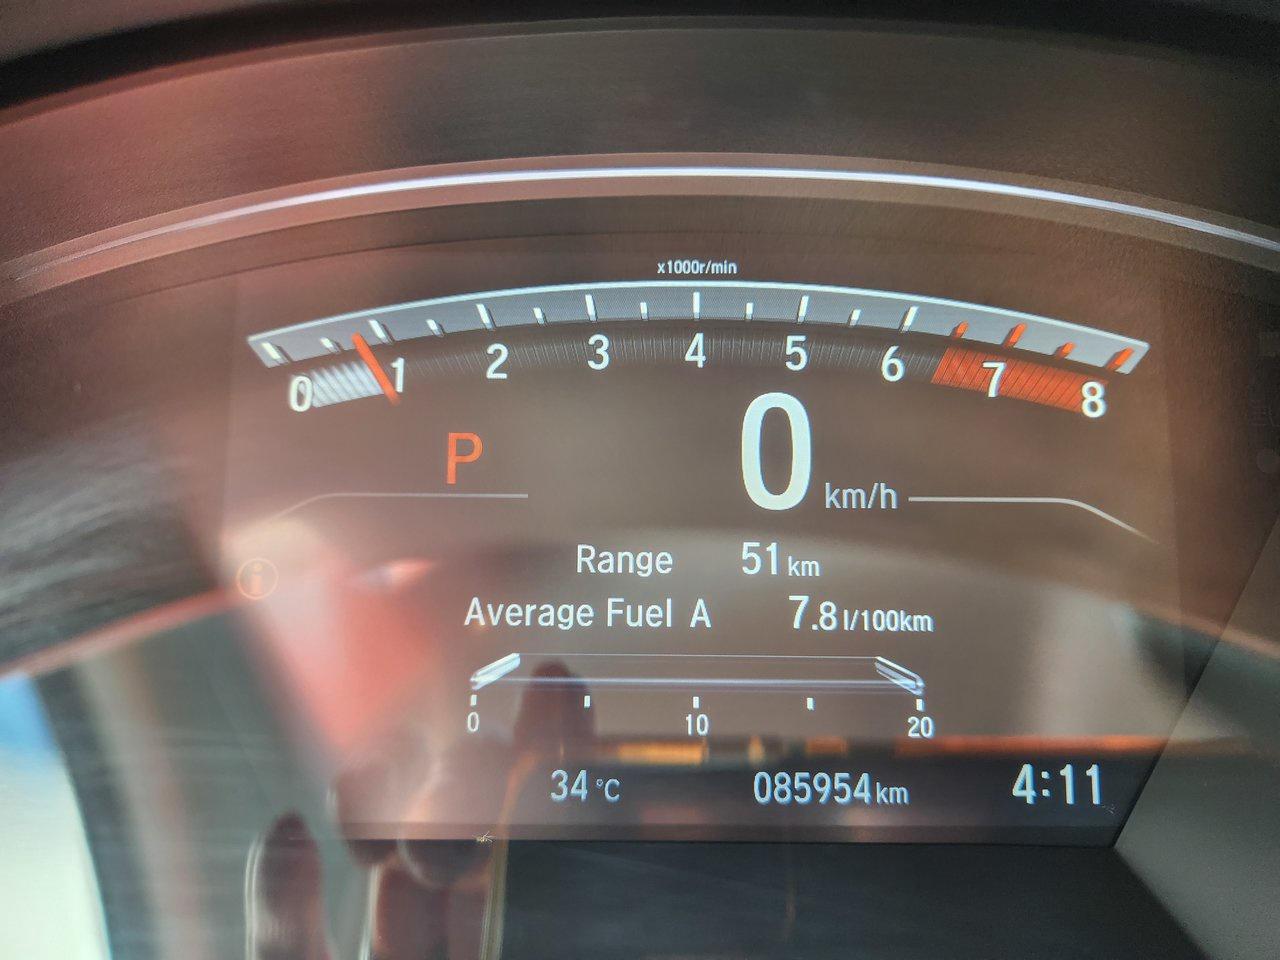 x1000r/min
0 1 2 3 4 5 6 7 8
P 0 km/h
Range 51 km
Average Fuel A 7.8 l/100km
0 10 20
34 °C 085954 km 4:11